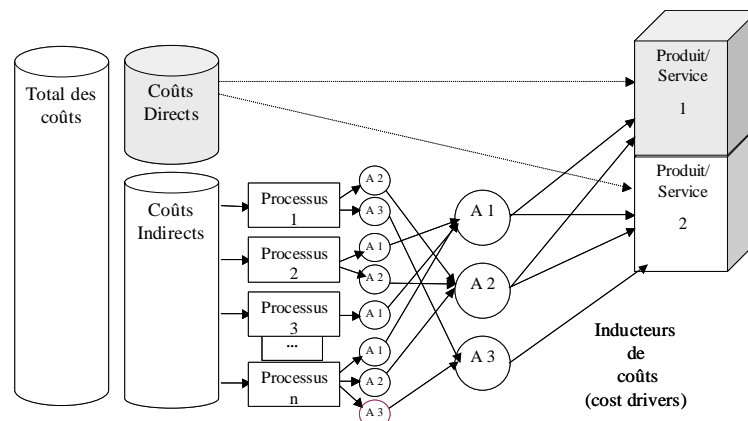 Total des
coûts
Coûts
Directs
Coûts
Indirects
Processus
1
Processus
2
Processus
3
...
Processus
n
A 2
A 3
A 1
A 2
A 1
A 1
A 2
A 3
A 1
A 2
A 3
Produit/
Service
1
Produit/
Service
2
Inducteurs
de
coûts
(cost drivers)